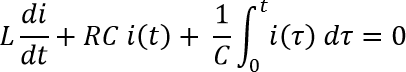 L di/dt + RC i(t) + 1/C ∫₀ᵗ i(τ) dτ = 0